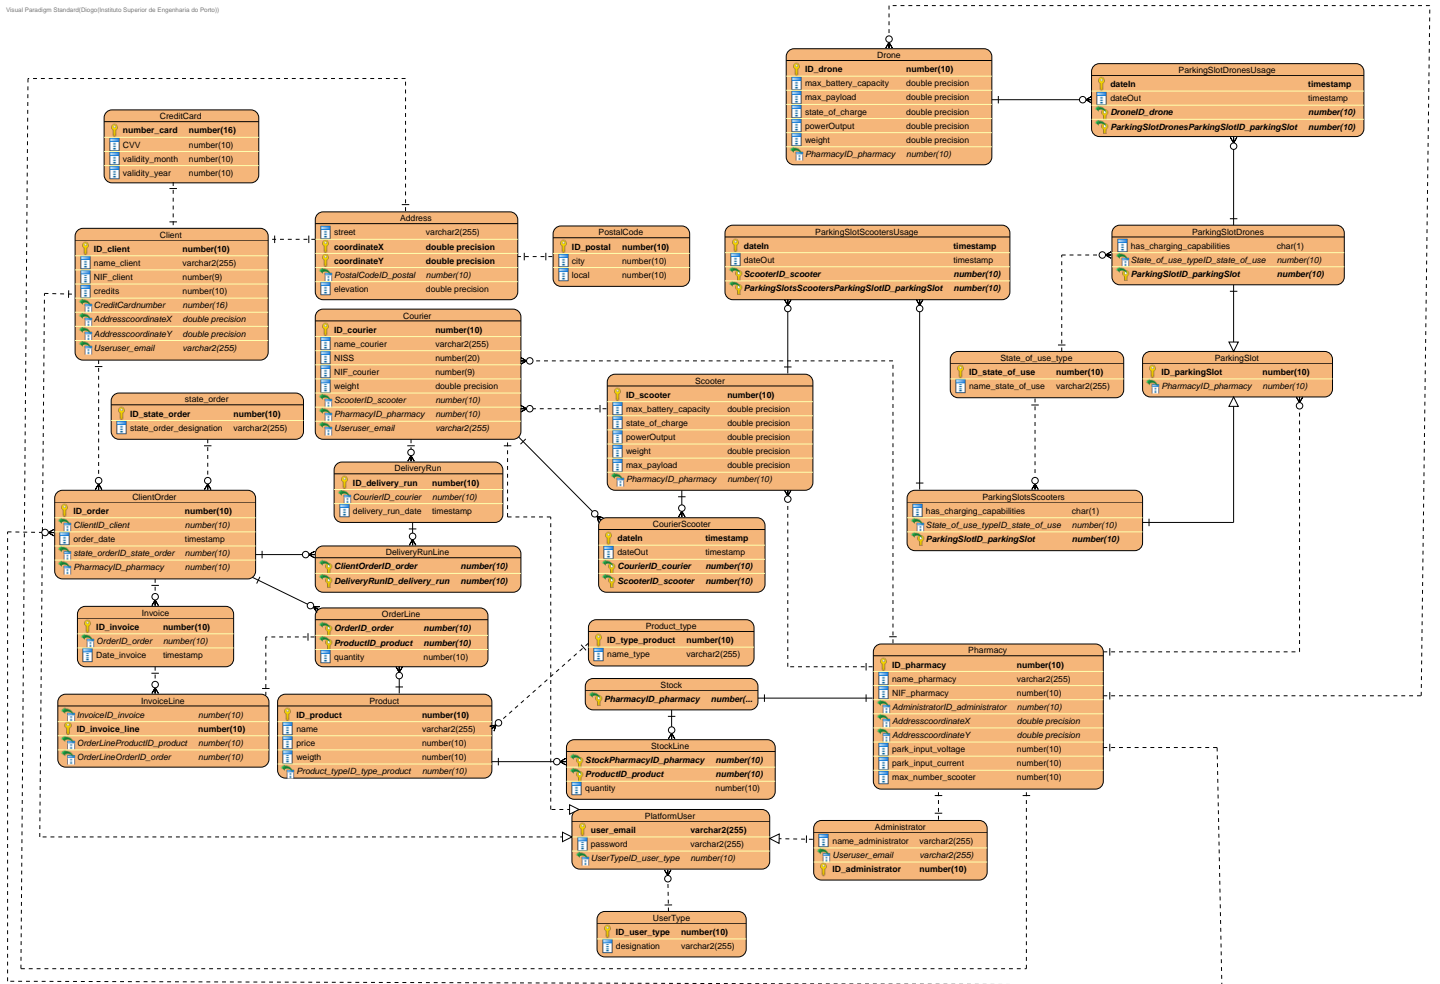 Visual Paradigm Standard(Diogo(Instituto Superior de Engenharia do Porto))
Drone
ID_drone number(10)
max_battery_capacity double precision
max_payload double precision
state_of_charge double precision
powerOutput double precision
weight double precision
PharmacyID_pharmacy number(10)
ParkingSlotDronesUsage
dateIn timestamp
dateOut timestamp
DroneID_drone number(10)
ParkingSlotDronesParkingSlotID_parkingSlot number(10)
CreditCard
number_card number(16)
CVV number(10)
validity_month number(10)
validity_year number(10)
Client
ID_client number(10)
name_client varchar2(255)
NIF_client number(9)
credits number(10)
CreditCardnumber number(16)
AddresscoordinateX double precision
AddresscoordinateY double precision
Useruser_email varchar2(255)
Address
street varchar2(255)
coordinateX double precision
coordinateY double precision
PostalCodeID_postal number(10)
elevation double precision
PostalCode
ID_postal number(10)
city number(10)
local number(10)
ParkingSlotScootersUsage
dateIn timestamp
dateOut timestamp
ScooterID_scooter number(10)
ParkingSlotsScootersParkingSlotID_parkingSlot number(10)
ParkingSlotDrones
has_charging_capabilities char(1)
State_of_use_typeID_state_of_use number(10)
ParkingSlotID_parkingSlot number(10)
Courier
ID_courier number(10)
name_courier varchar2(255)
NISS number(20)
NIF_courier number(9)
weight double precision
ScooterID_scooter number(10)
PharmacyID_pharmacy number(10)
Useruser_email varchar2(255)
State_of_use_type
ID_state_of_use number(10)
name_state_of_use varchar2(255)
ParkingSlot
ID_parkingSlot number(10)
PharmacyID_pharmacy number(10)
Scooter
ID_scooter number(10)
max_battery_capacity double precision
state_of_charge double precision
powerOutput double precision
weight double precision
max_payload double precision
PharmacyID_pharmacy number(10)
state_order
ID_state_order number(10)
state_order_designation varchar2(255)
DeliveryRun
ID_delivery_run number(10)
CourierID_courier number(10)
delivery_run_date timestamp
ClientOrder
ID_order number(10)
ClientID_client number(10)
order_date timestamp
state_orderID_state_order number(10)
PharmacyID_pharmacy number(10)
ParkingSlotsScooters
has_charging_capabilities char(1)
State_of_use_typeID_state_of_use number(10)
ParkingSlotID_parkingSlot number(10)
CourierScooter
dateIn timestamp
dateOut timestamp
CourierID_courier number(10)
ScooterID_scooter number(10)
DeliveryRunLine
ClientOrderID_order number(10)
DeliveryRunID_delivery_run number(10)
Invoice
ID_invoice number(10)
OrderID_order number(10)
Date_invoice timestamp
OrderLine
OrderID_order number(10)
ProductID_product number(10)
quantity number(10)
Product_type
ID_type_product number(10)
name_type varchar2(255)
Pharmacy
ID_pharmacy number(10)
name_pharmacy varchar2(255)
NIF_pharmacy number(10)
AdministratorID_administrator number(10)
AddresscoordinateX double precision
AddresscoordinateY double precision
park_input_voltage number(10)
park_input_current number(10)
max_number_scooter number(10)
Stock
PharmacyID_pharmacy number(...
InvoiceLine
InvoiceID_invoice number(10)
ID_invoice_line number(10)
OrderLineProductID_product number(10)
OrderLineOrderID_order number(10)
Product
ID_product number(10)
name varchar2(255)
price number(10)
weigth number(10)
Product_typeID_type_product number(10)
StockLine
StockPharmacyID_pharmacy number(10)
ProductID_product number(10)
quantity number(10)
PlatformUser
user_email varchar2(255)
password varchar2(255)
UserTypeID_user_type number(10)
Administrator
name_administrator varchar2(255)
Useruser_email varchar2(255)
ID_administrator number(10)
UserType
ID_user_type number(10)
designation varchar2(255)